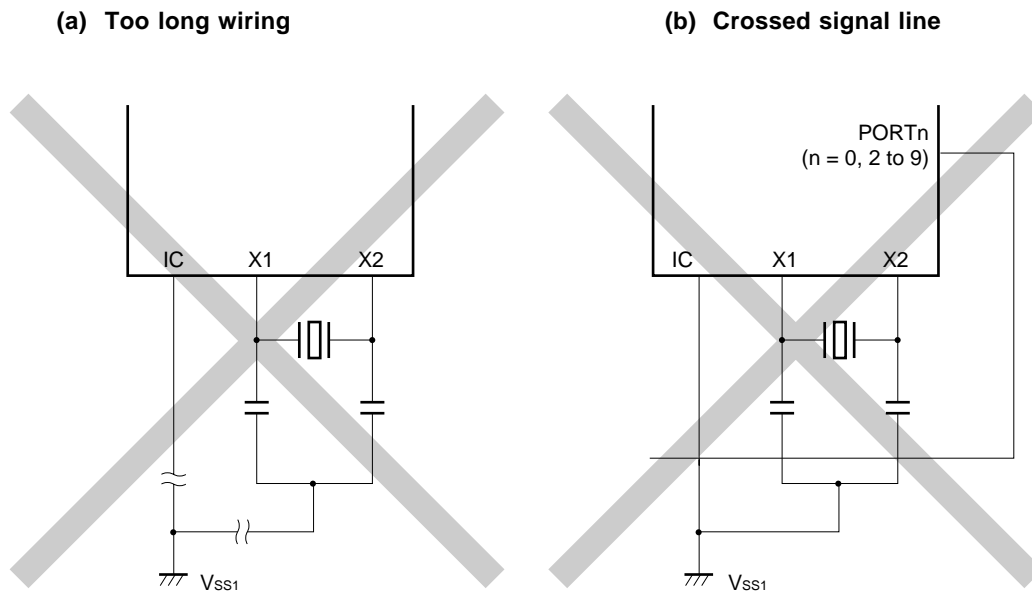 (a) Too long wiring
IC X1 X2
VSS1
(b) Crossed signal line
PORTn
(n = 0, 2 to 9)
IC X1 X2
VSS1